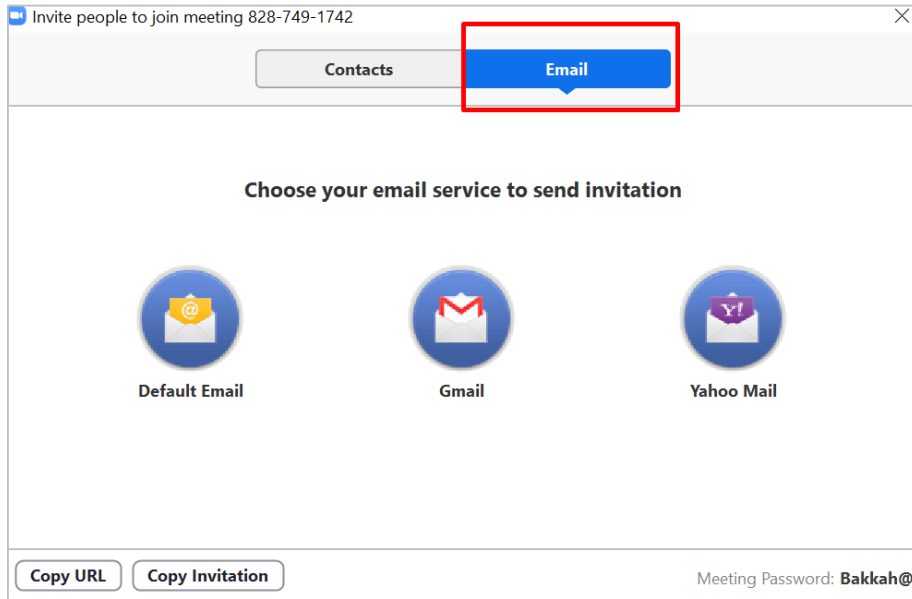 Invite people to join meeting 828-749-1742
Contacts
Email
Choose your email service to send invitation
@
Y!
Default Email
Gmail
Yahoo Mail
Copy URL
Copy Invitation
Meeting Password: Bakkah@